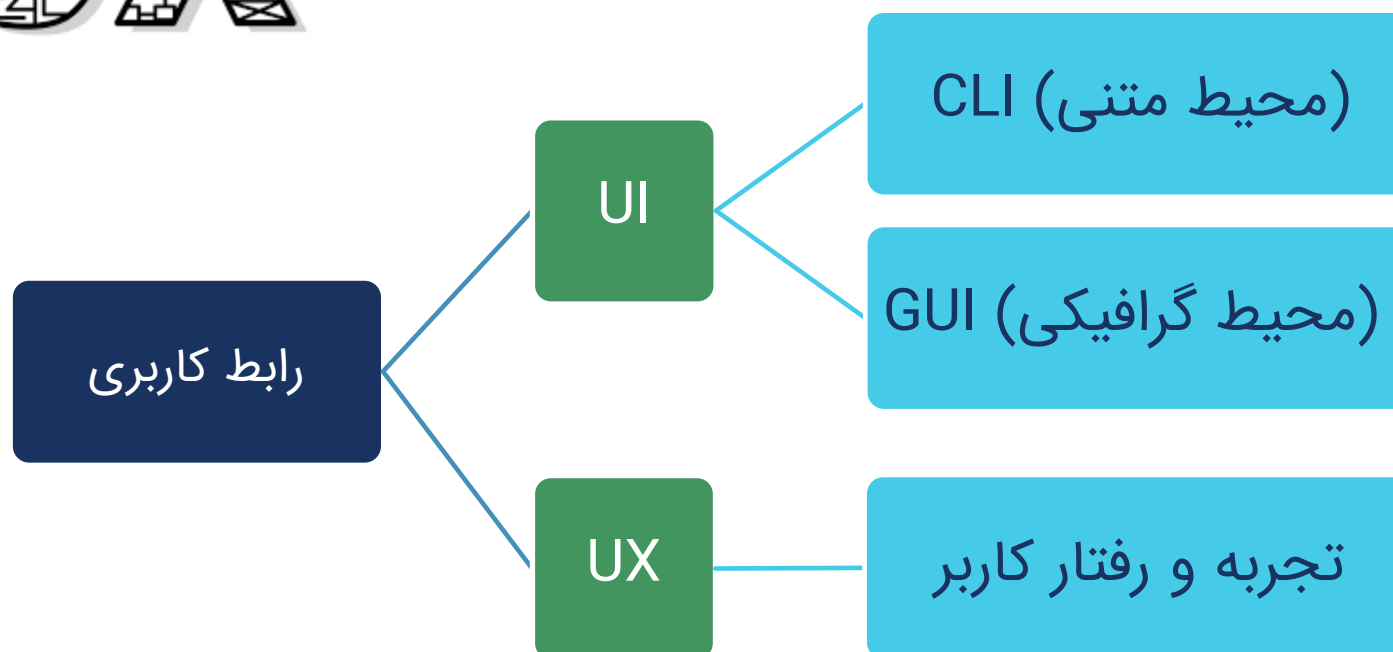 رابط کاربری
UI
CLI (محیط متنی)
GUI (محیط گرافیکی)
UX
تجربه و رفتار کاربر